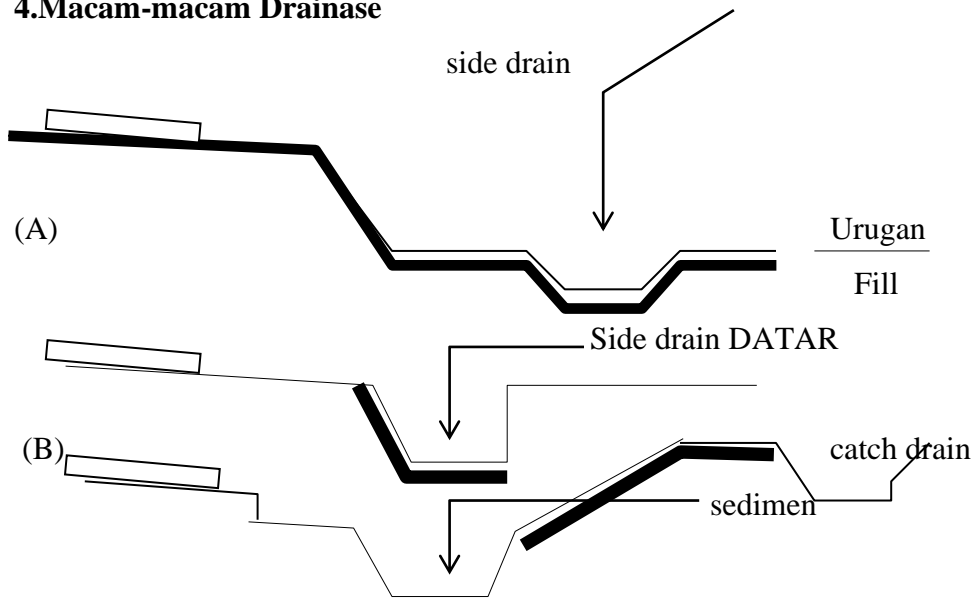 4.Macam-macam Drainase
side drain
(A)
Urugan
Fill
Side drain DATAR
(B)
catch drain
sedimen